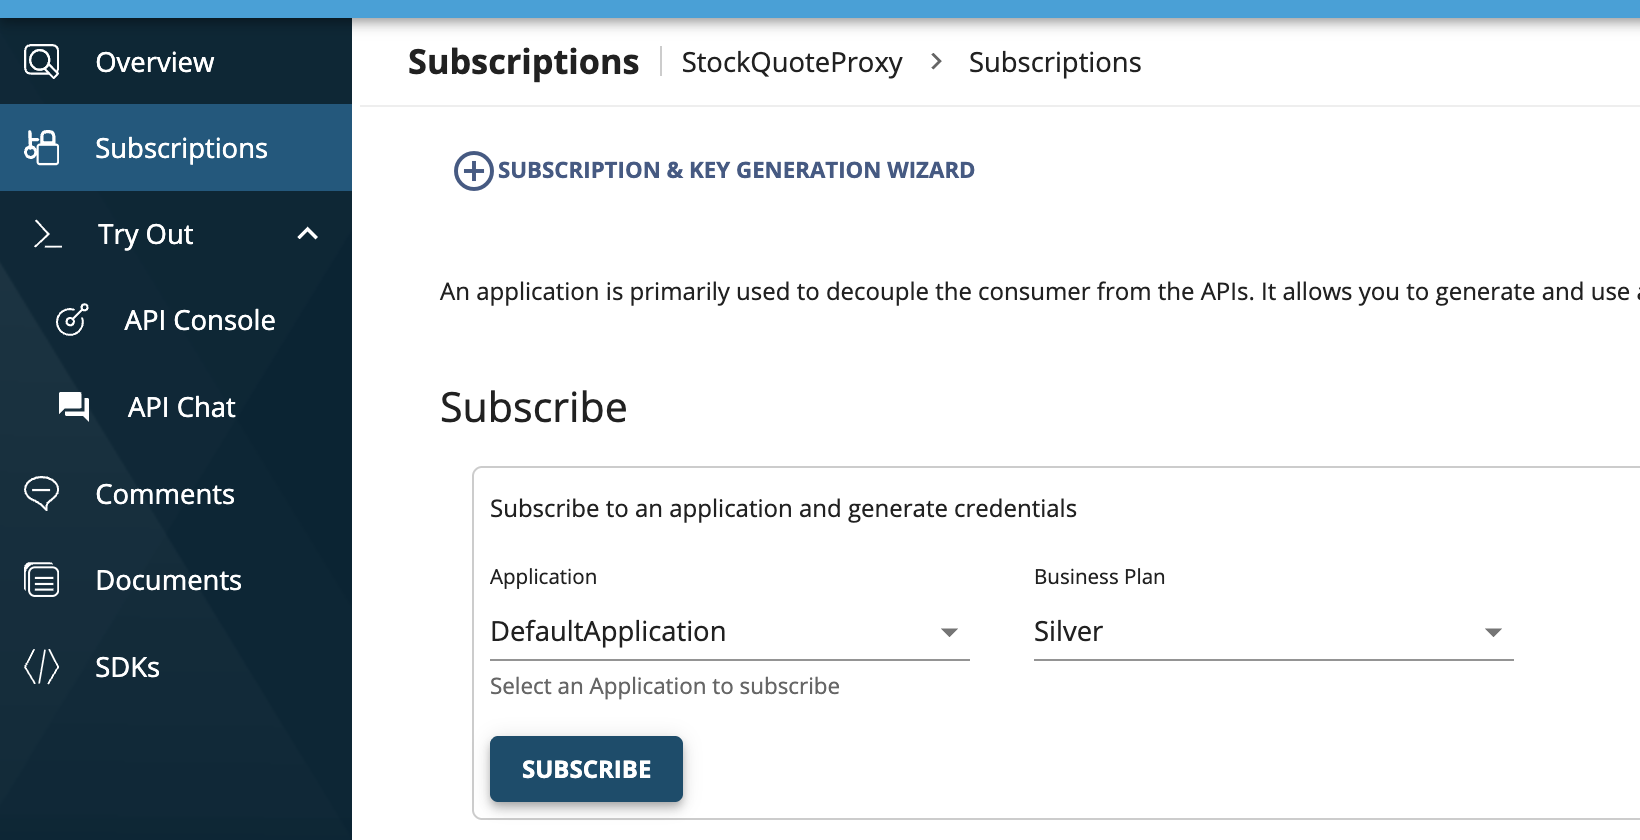 Overview
Subscriptions
Try Out
API Console
API Chat
Comments
Documents
SDKs
Subscriptions StockQuoteProxy > Subscriptions
SUBSCRIPTION & KEY GENERATION WIZARD
An application is primarily used to decouple the consumer from the APIs. It allows you to generate and use
Subscribe
Subscribe to an application and generate credentials
Application
Business Plan
DefaultApplication
Silver
Select an Application to subscribe
SUBSCRIBE